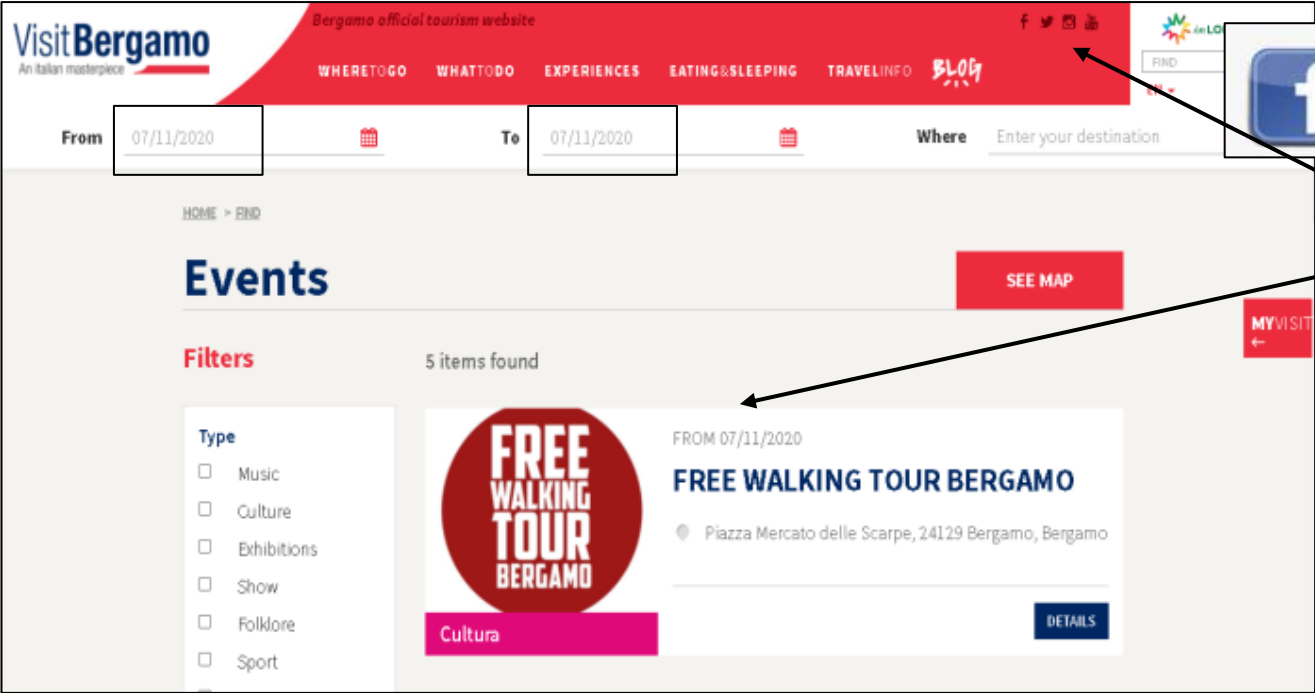 Visit Bergamo
An italian masterpiece
Bergamo official tourism website
WHERETOGO WHATTODO EXPERIENCES EATING&SLEEPING TRAVELINFO BLOG
FIND
EN
From 07/11/2020 To 07/11/2020 Where Enter your destination
HOME > FIND
Events
SEE MAP
MYVISIT
Filters
5 items found
Type
Music
Culture
Exhibitions
Show
Folklore
Sport
FREE
WALKING
TOUR
BERGAMO
Cultura
FROM 07/11/2020
FREE WALKING TOUR BERGAMO
Piazza Mercato delle Scarpe, 24129 Bergamo, Bergamo
DETAILS